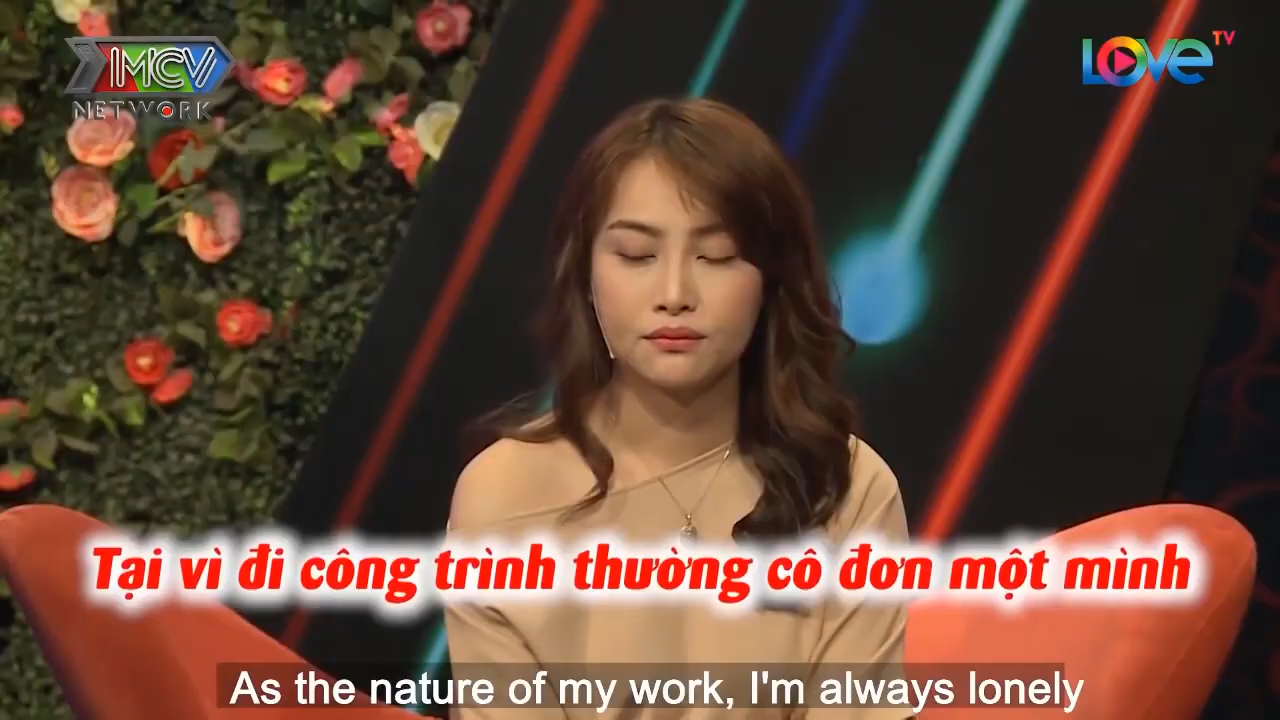 MCV
NETWORK
LOVE TV
Tại vì đi công trình thường cô đơn một mình
As the nature of my work, I'm always lonely